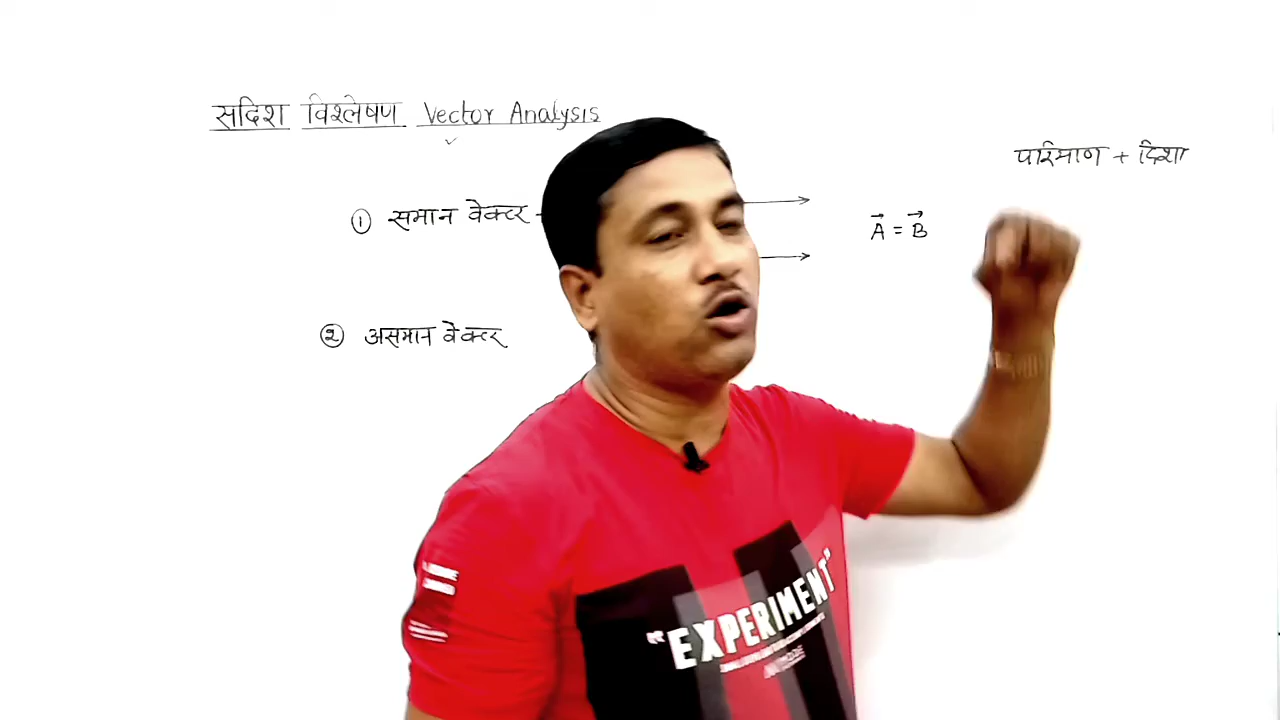 सदिश विश्लेषण Vector Analysis
परिमाण + दिशा
① समान वेक्टर -
A⃗ = B⃗
② असमान वेक्टर
"EXPERIMENT"